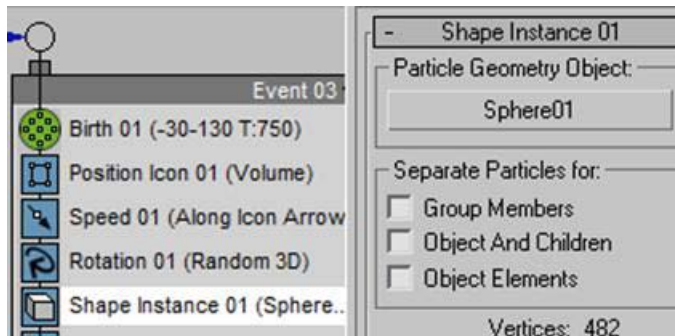 Event 03
Birth 01 (-30-130 T:750)
Position Icon 01 (Volume)
Speed 01 (Along Icon Arrow
Rotation 01 (Random 3D)
Shape Instance 01 (Sphere...
- Shape Instance 01
Particle Geometry Object:
Sphere01
Separate Particles for:
Group Members
Object And Children
Object Elements
Vertices: 482